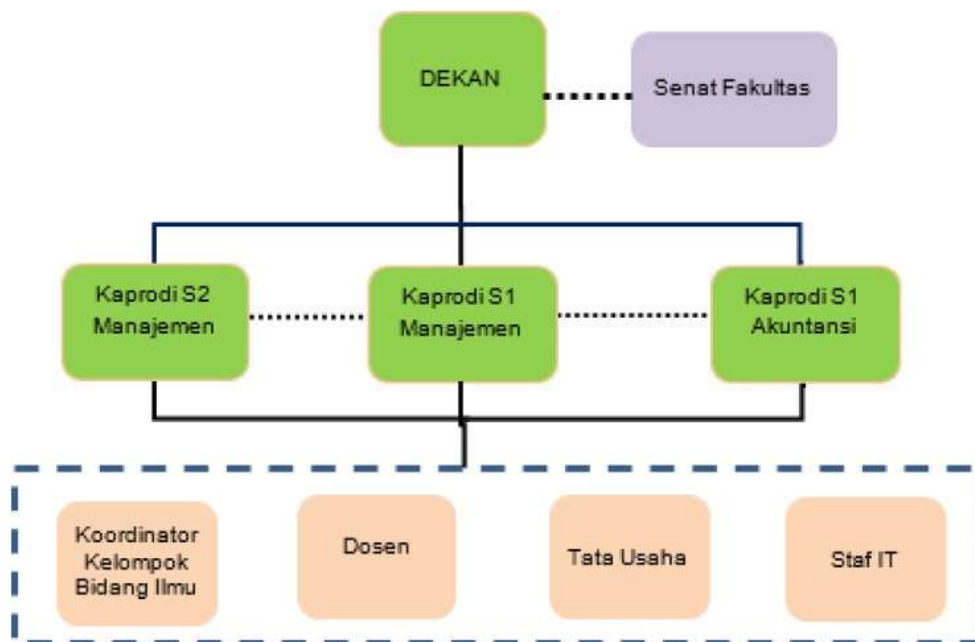 DEKAN
Senat Fakultas
Kaprodi S2
Manajemen
Kaprodi S1
Manajemen
Kaprodi S1
Akuntansi
Koordinator
Kelompok
Bidang Ilmu
Dosen
Tata Usaha
Staf IT